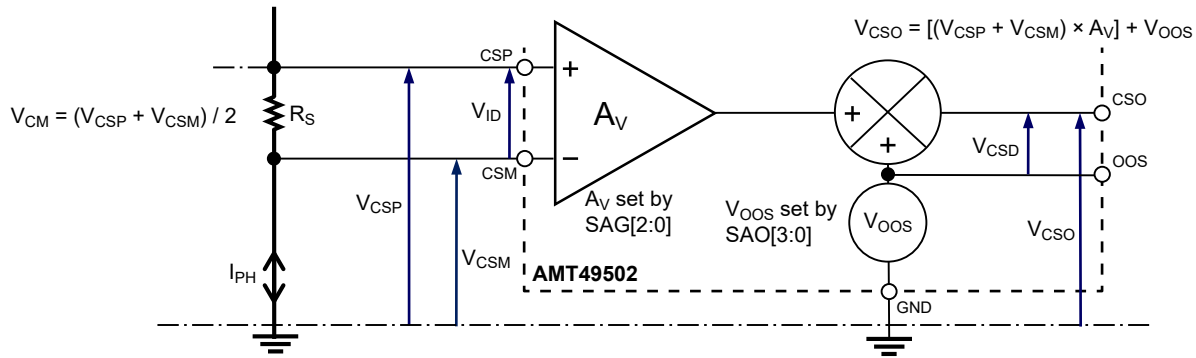 V_CSO = [(V_CSP + V_CSM) × A_V] + V_OOS
CSP
+
V_CM = (V_CSP + V_CSM) / 2
R_S
V_ID
A_V
+
+
CSO
V_CSD
OOS
CSM
−
V_CSP
A_V set by
SAG[2:0]
V_OOS set by
SAO[3:0]
V_OOS
V_CSO
V_CSM
I_PH
AMT49502
GND